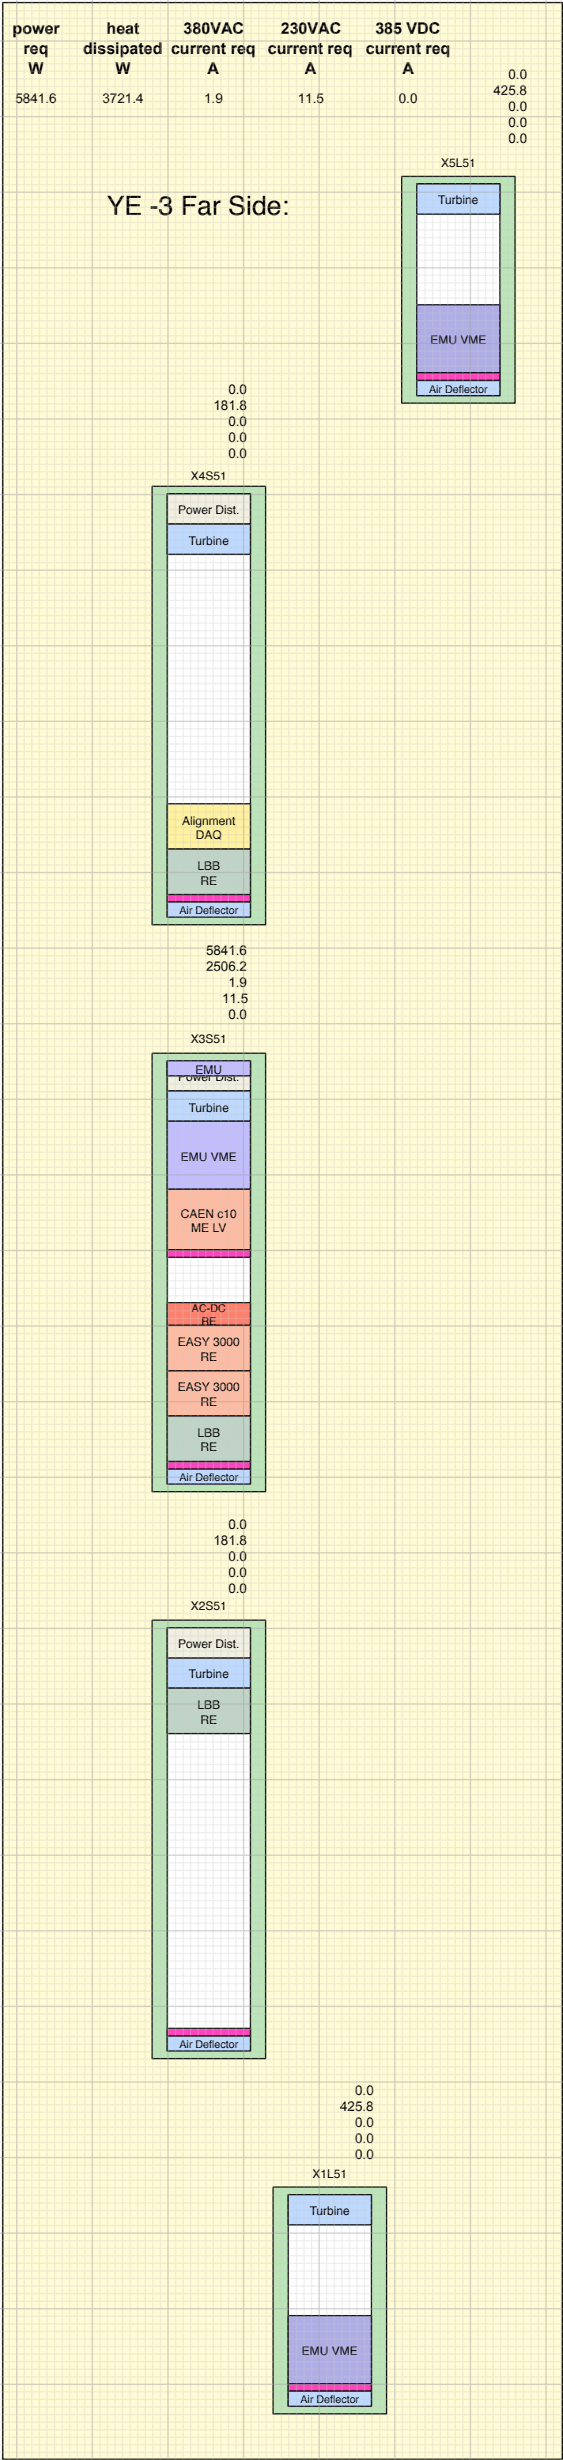 power heat 380VAC 230VAC 385 VDC
req dissipated current req current req current req
W W A A A
5841.6 3721.4 1.9 11.5 0.0
0.0
425.8
0.0
0.0
0.0
X5L51
YE -3 Far Side:
Turbine
EMU VME
Air Deflector
0.0
181.8
0.0
0.0
0.0
X4S51
Power Dist.
Turbine
Alignment
DAQ
LBB
RE
Air Deflector
5841.6
2506.2
1.9
11.5
0.0
X3S51
EMU
Power Dist.
Turbine
EMU VME
CAEN c10
ME LV
AC-DC
RE
EASY 3000
RE
EASY 3000
RE
LBB
RE
Air Deflector
0.0
181.8
0.0
0.0
0.0
X2S51
Power Dist.
Turbine
LBB
RE
Air Deflector
0.0
425.8
0.0
0.0
0.0
X1L51
Turbine
EMU VME
Air Deflector